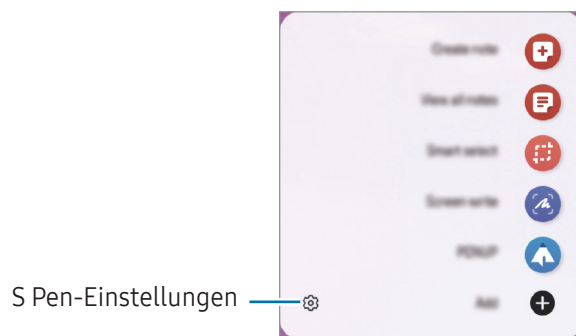 Create note
View all notes
Smart select
Screen write
PENUP
S Pen-Einstellungen
Add